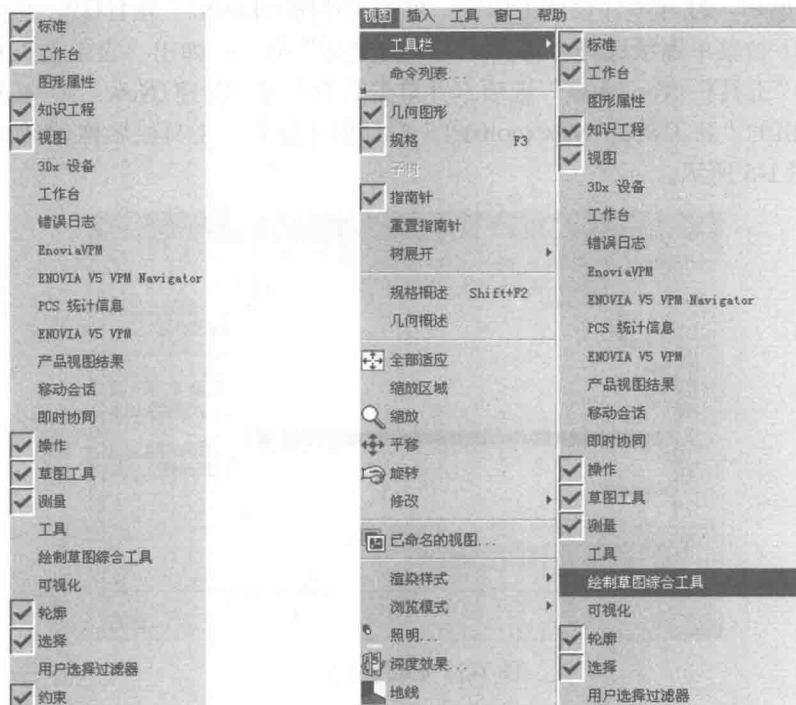 标准
工作台
图形属性
知识工程
视图
3Dx 设备
工作台
错误日志
EnoviaVPM
ENOVIA V5 VPM Navigator
PCS 统计信息
ENOVIA V5 VPM
产品视图结果
移动会话
即时协同
操作
草图工具
测量
工具
绘制草图综合工具
可视化
轮廓
选择
用户选择过滤器
约束
视图 插入 工具 窗口 帮助
工具栏
命令列表...
几何图形
规格 F3
子树
指南针
重置指南针
树展开
规格概述 Shift+F2
几何概述
全部适应
缩放区域
缩放
平移
旋转
修改
已命名的视图...
渲染样式
浏览模式
照明...
深度效果
地线
标准
工作台
图形属性
知识工程
视图
3Dx 设备
工作台
错误日志
EnoviaVPM
ENOVIA V5 VPM Navigator
PCS 统计信息
ENOVIA V5 VPM
产品视图结果
移动会话
即时协同
操作
草图工具
测量
工具
绘制草图综合工具
可视化
轮廓
选择
用户选择过滤器